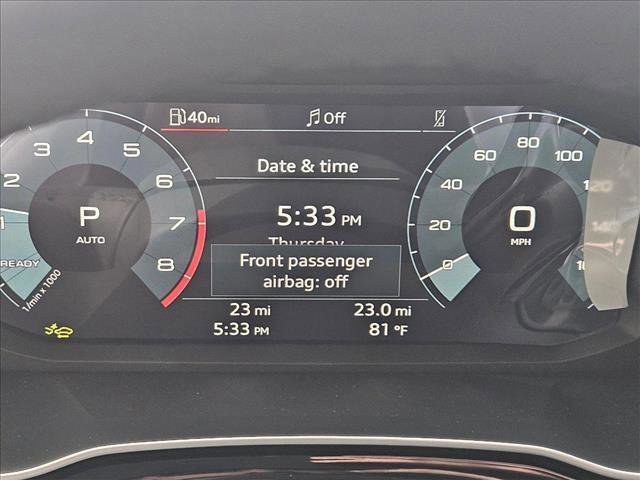 40mi
Off
Date & time
5:33 PM
Thursday
Front passenger
airbag: off
23 mi 23.0 mi
5:33 PM 81 °F
1 2 3 4 5 6 7 8
P
AUTO
READY
1/min x 1000
0 20 40 60 80 100 120
0
MPH